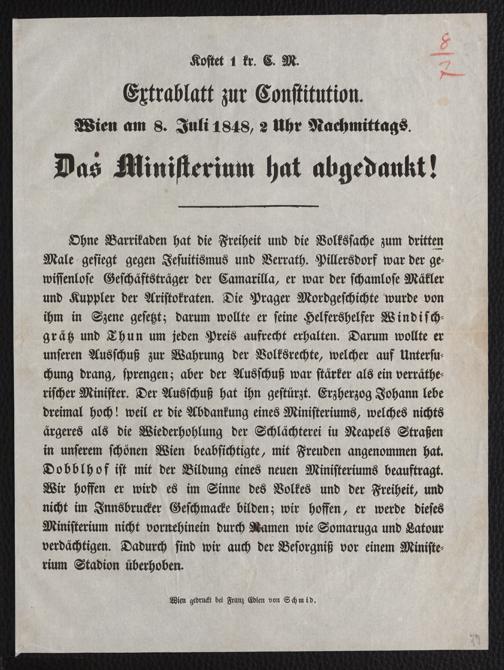 8
7
Kostet 1 kr. C. M.
Extrablatt zur Constitution.
Wien am 8. Juli 1848, 2 Uhr Nachmittags.
Das Ministerium hat abgedankt!
Ohne Barrikaden hat die Freiheit und die Volkssache zum dritten
Male gesiegt gegen Jesuitismus und Verrath. Pillersdorf war der ge-
wissenlose Geschäftsträger der Camarilla, er war der schamlose Mäkler
und Kuppler der Aristokraten. Die Prager Mordgeschichte wurde von
ihm in Szene gesetzt; darum wollte er seine Helfershelfer Windisch-
grätz und Thun um jeden Preis aufrecht erhalten. Darum wollte er
unseren Ausschuß zur Wahrung der Volksrechte, welcher auf Untersu-
chung drang, sprengen; aber der Ausschuß war stärker als ein verräthe-
rischer Minister. Der Ausschuß hat ihn gestürzt. Erzherzog Johann lebe
dreimal hoch! weil er die Abdankung eines Ministeriums, welches nichts
ärgeres als die Wiederhohlung der Schlächterei iu Neapels Straßen
in unserem schönen Wien beabsichtigte, mit Freuden angenommen hat.
Dobblhof ist mit der Bildung eines neuen Ministeriums beauftragt.
Wir hoffen er wird es im Sinne des Volkes und der Freiheit, und
nicht im Innsbrucker Geschmacke bilden; wir hoffen, er werde dieses
Ministerium nicht vornehinein durch Namen wie Somaruga und Latour
verdächtigen. Dadurch sind wir auch der Besorgniß vor einem Ministe-
rium Stadion überhoben.
Wien gedruckt bei Franz Edlen von Schmid.